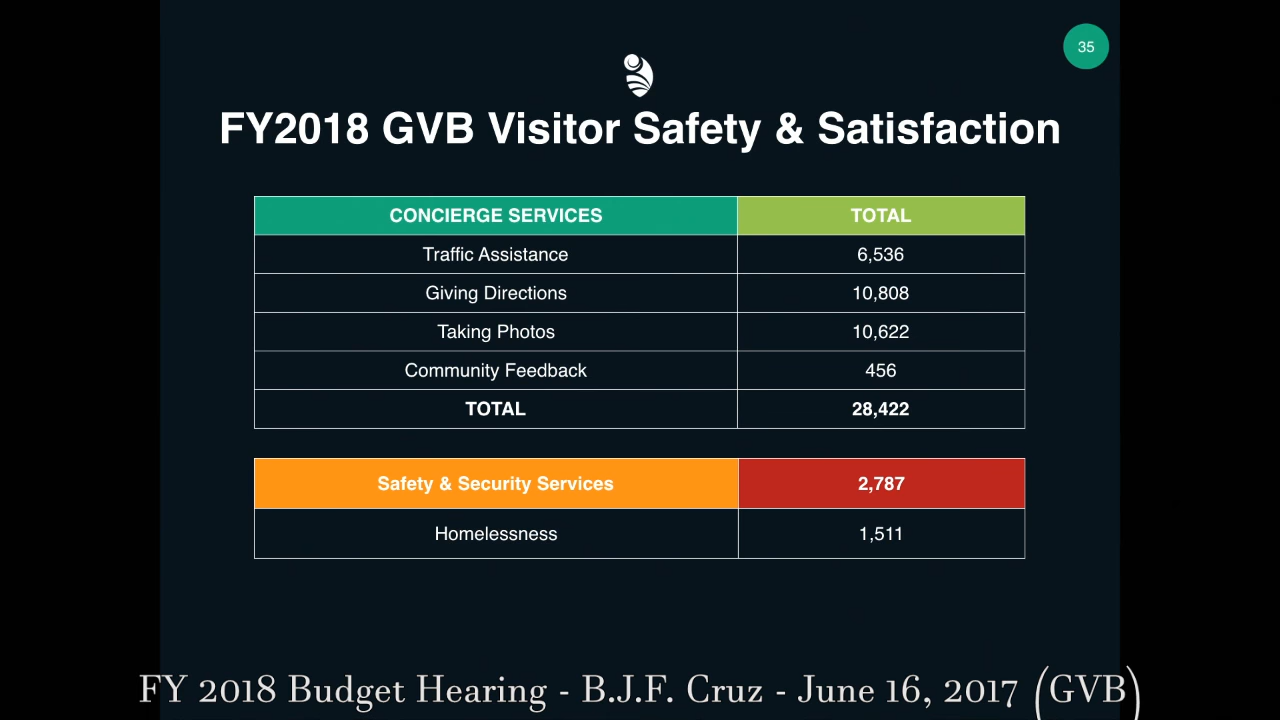 35
FY2018 GVB Visitor Safety & Satisfaction
CONCIERGE SERVICES TOTAL
Traffic Assistance 6,536
Giving Directions 10,808
Taking Photos 10,622
Community Feedback 456
TOTAL 28,422
Safety & Security Services 2,787
Homelessness 1,511
FY 2018 Budget Hearing - B.J.F. Cruz - June 16, 2017 (GVB)